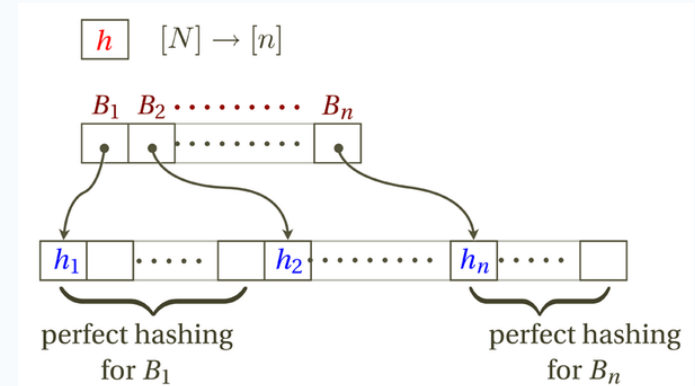 h [N] → [n]
B₁ B₂ ········· Bₙ
h₁ ····· h₂ ········· hₙ ·····
perfect hashing perfect hashing
for B₁ for Bₙ